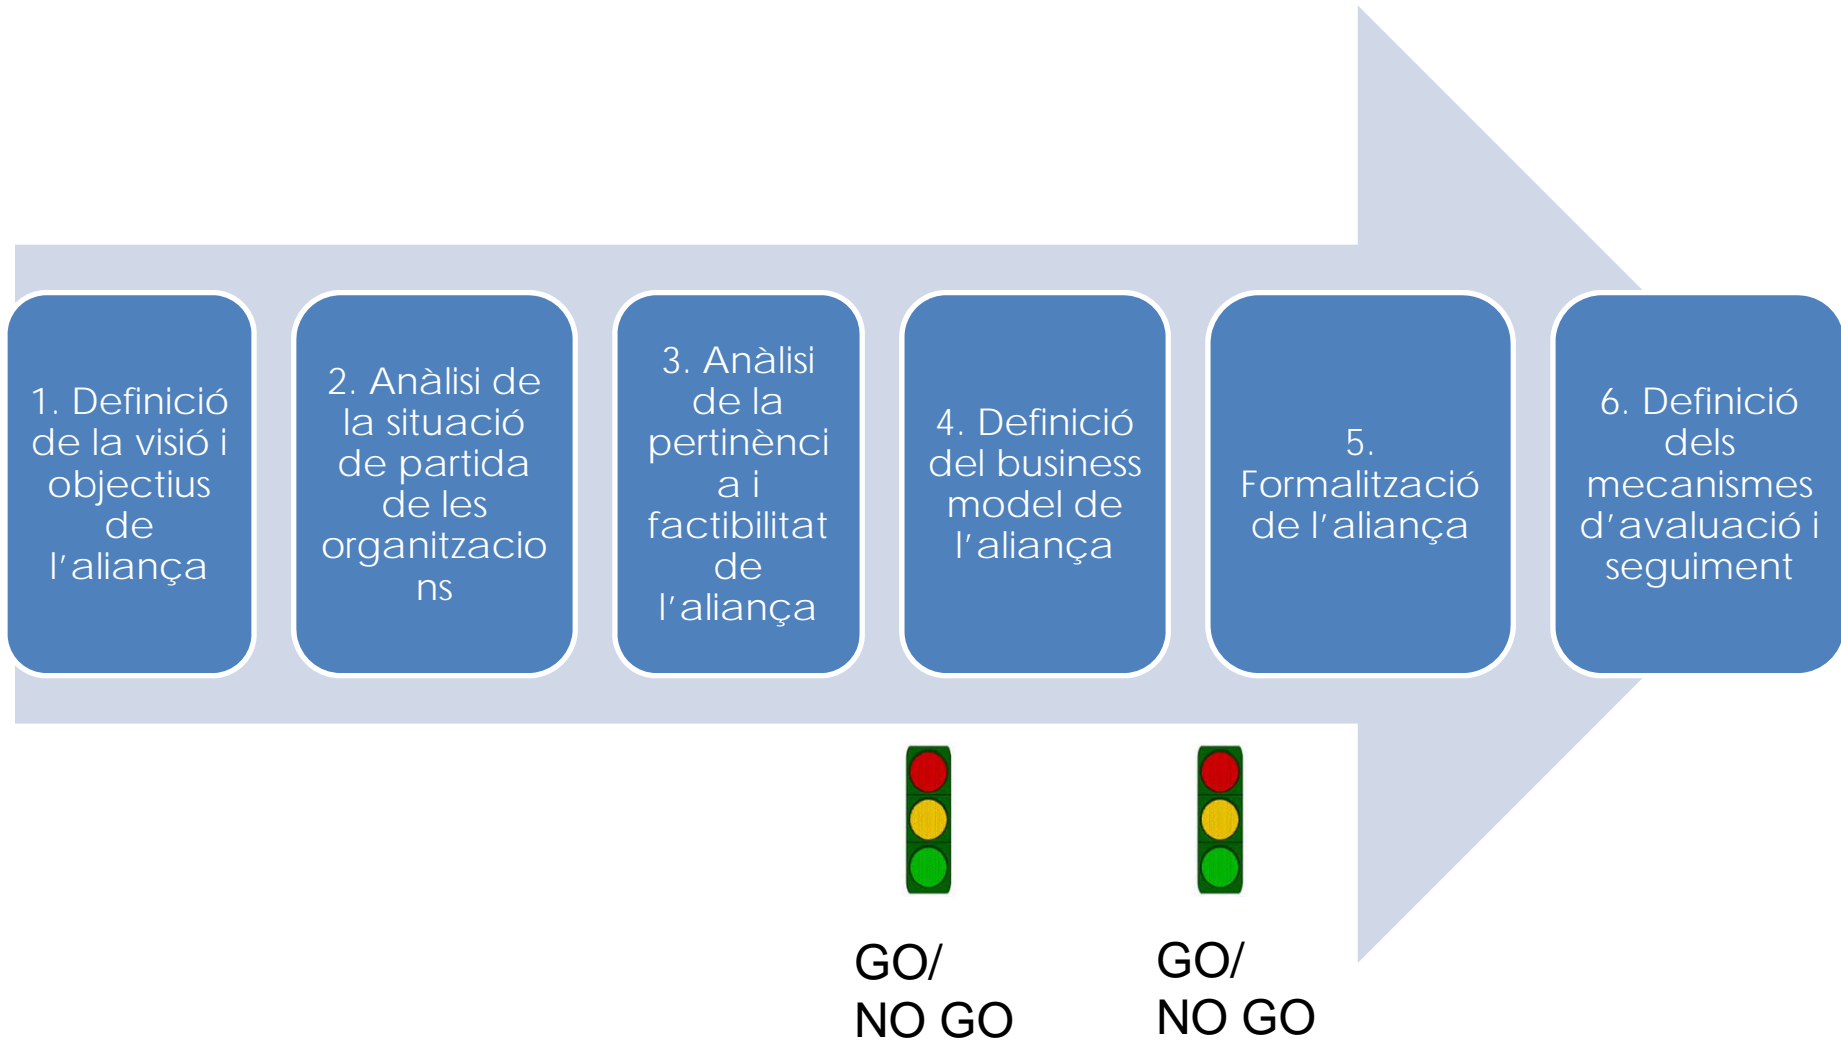 1. Definició
de la visió i
objectius
de
l’aliança
2. Anàlisi de
la situació
de partida
de les
organitzacio
ns
3. Anàlisi
de la
pertinènci
a i
factibilitat
de
l’aliança
4. Definició
del business
model de
l’aliança
5.
Formalització
de l’aliança
6. Definició
dels
mecanismes
d’avaluació i
seguiment
GO/
NO GO
GO/
NO GO